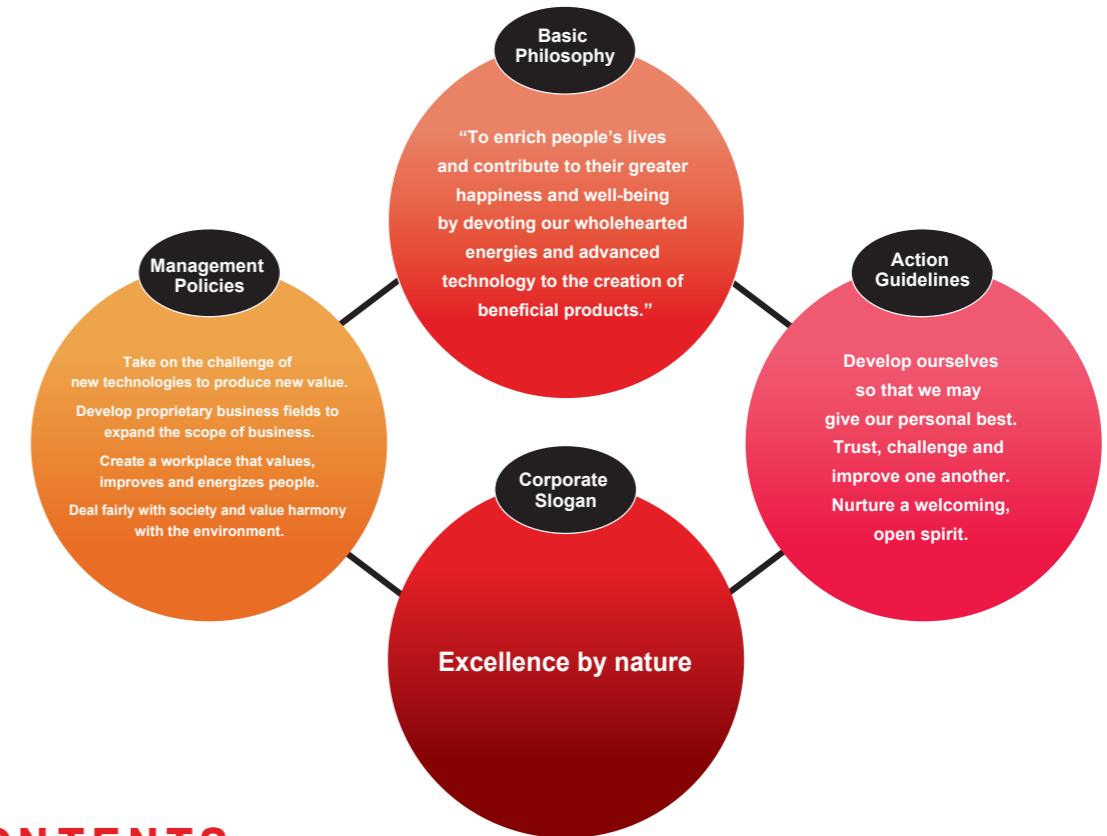 Basic
Philosophy
“To enrich people’s lives
and contribute to their greater
happiness and well-being
by devoting our wholehearted
energies and advanced
technology to the creation of
beneficial products.”
Management
Policies
Take on the challenge of
new technologies to produce new value.
Develop proprietary business fields to
expand the scope of business.
Create a workplace that values,
improves and energizes people.
Deal fairly with society and value harmony
with the environment.
Action
Guidelines
Develop ourselves
so that we may
give our personal best.
Trust, challenge and
improve one another.
Nurture a welcoming,
open spirit.
Corporate
Slogan
Excellence by nature